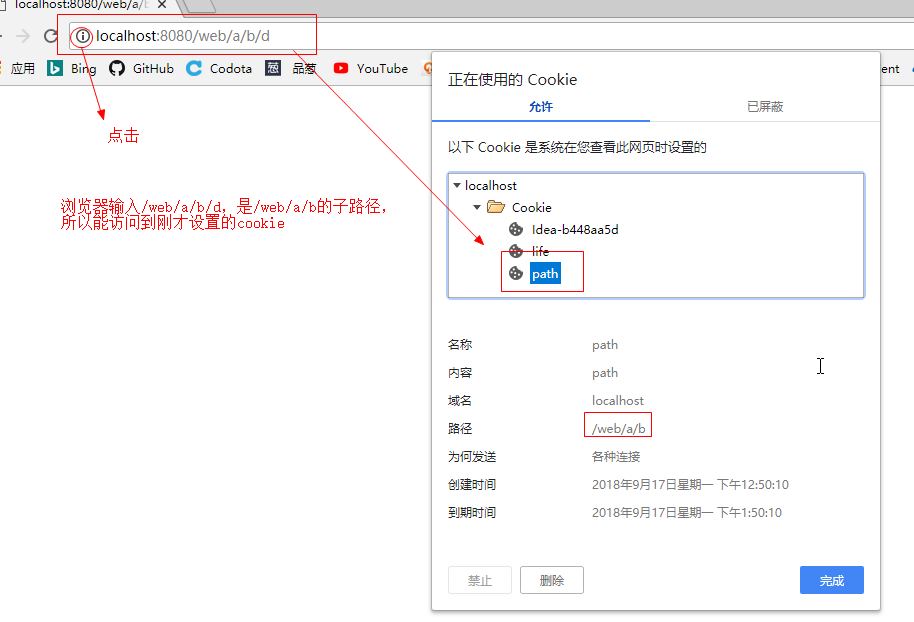 localhost:8080/web/a/b
localhost:8080/web/a/b/d
应用
Bing
GitHub
Codota
葱
品葱
YouTube
ent
点击
浏览器输入/web/a/b/d，是/web/a/b的子路径，
所以能访问到刚才设置的cookie
正在使用的 Cookie
允许
已屏蔽
以下 Cookie 是系统在您查看此网页时设置的
localhost
Cookie
Idea-b448aa5d
life
path
名称 path
内容 path
域名 localhost
路径 /web/a/b
为何发送 各种连接
创建时间 2018年9月17日星期一 下午12:50:10
到期时间 2018年9月17日星期一 下午1:50:10
禁止
删除
完成